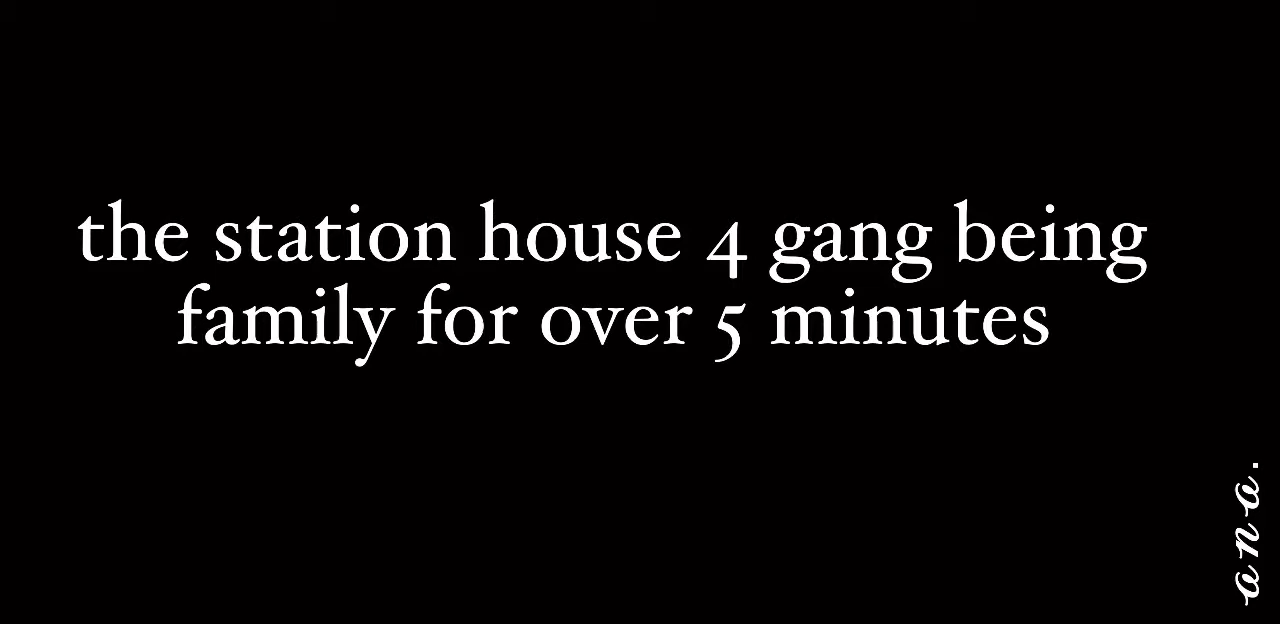 the station house 4 gang being
family for over 5 minutes
ana.